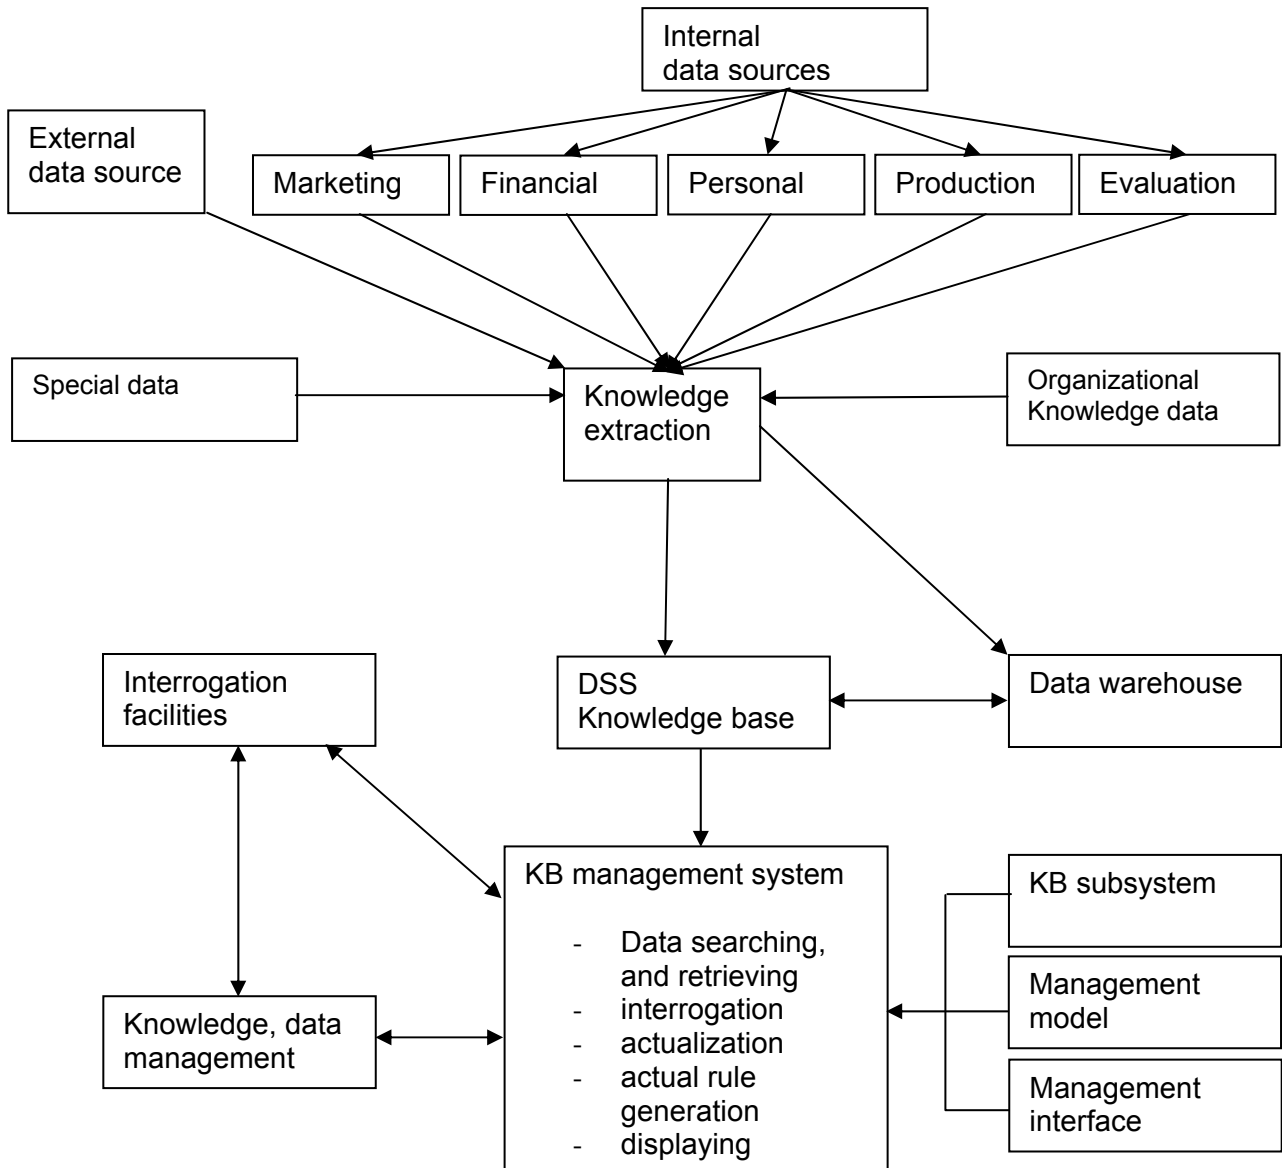 Internal
data sources
External
data source
Marketing
Financial
Personal
Production
Evaluation
Special data
Knowledge
extraction
Organizational
Knowledge data
Interrogation
facilities
DSS
Knowledge base
Data warehouse
KB management system
- Data searching,
and retrieving
- interrogation
- actualization
- actual rule
generation
- displaying
KB subsystem
Management
model
Management
interface
Knowledge, data
management